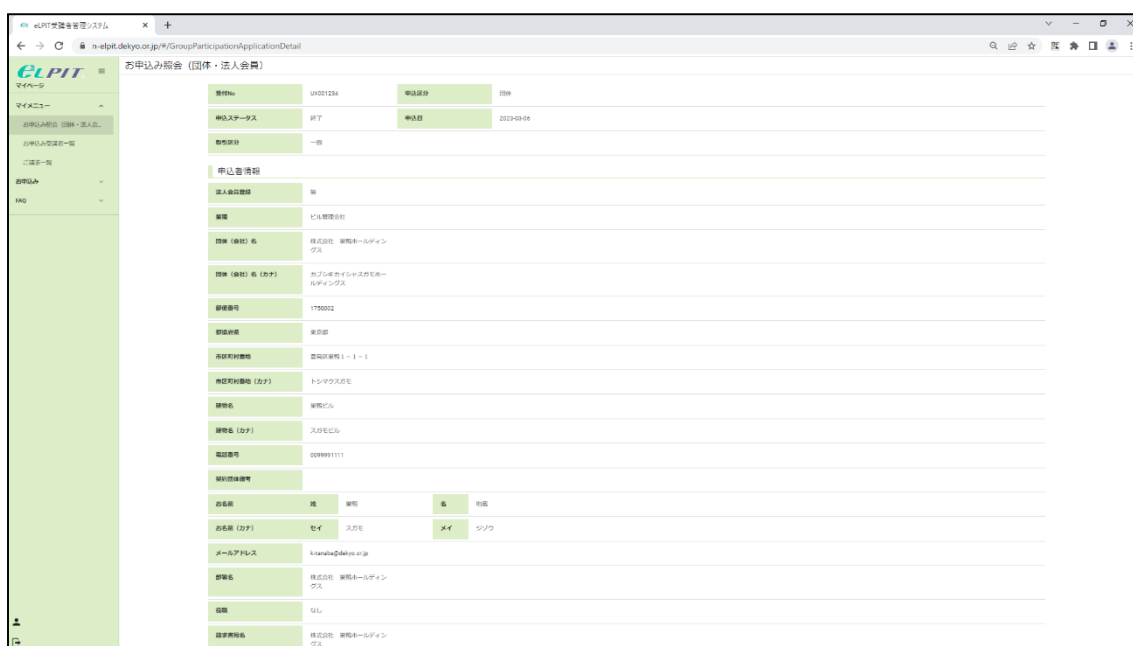 eLPIT受講者管理システム
n-elpit.dekyo.or.jp/#/GroupParticipationApplicationDetail
eLPIT
お申込み照会（団体・法人会員）
マイページ
マイメニュー
お申込み照会（団体・法人会...
お申込み受講者一覧
ご請求一覧
お申込み
FAQ
受付No UX001234 申込区分 団体
申込ステータス 終了 申込日 2023-03-06
取引区分 一般
申込者情報
法人会員登録 無
業種 ビル管理会社
団体（会社）名 株式会社 巣鴨ホールディン
グス
団体（会社）名（カナ） カブシキガイシャスガモホー
ルディングス
郵便番号 1750002
都道府県 東京都
市区町村番地 豊島区巣鴨１－１－１
市区町村番地（カナ） トシマクスガモ
建物名 巣鴨ビル
建物名（カナ） スガモビル
電話番号 0099991111
契約団体備考
お名前 姓 巣鴨 名 地蔵
お名前（カナ） セイ スガモ メイ ジゾウ
メールアドレス k-tanaba@dekyo.or.jp
部署名 株式会社 巣鴨ホールディン
グス
役職 なし
請求書宛名 株式会社 巣鴨ホールディン
グス